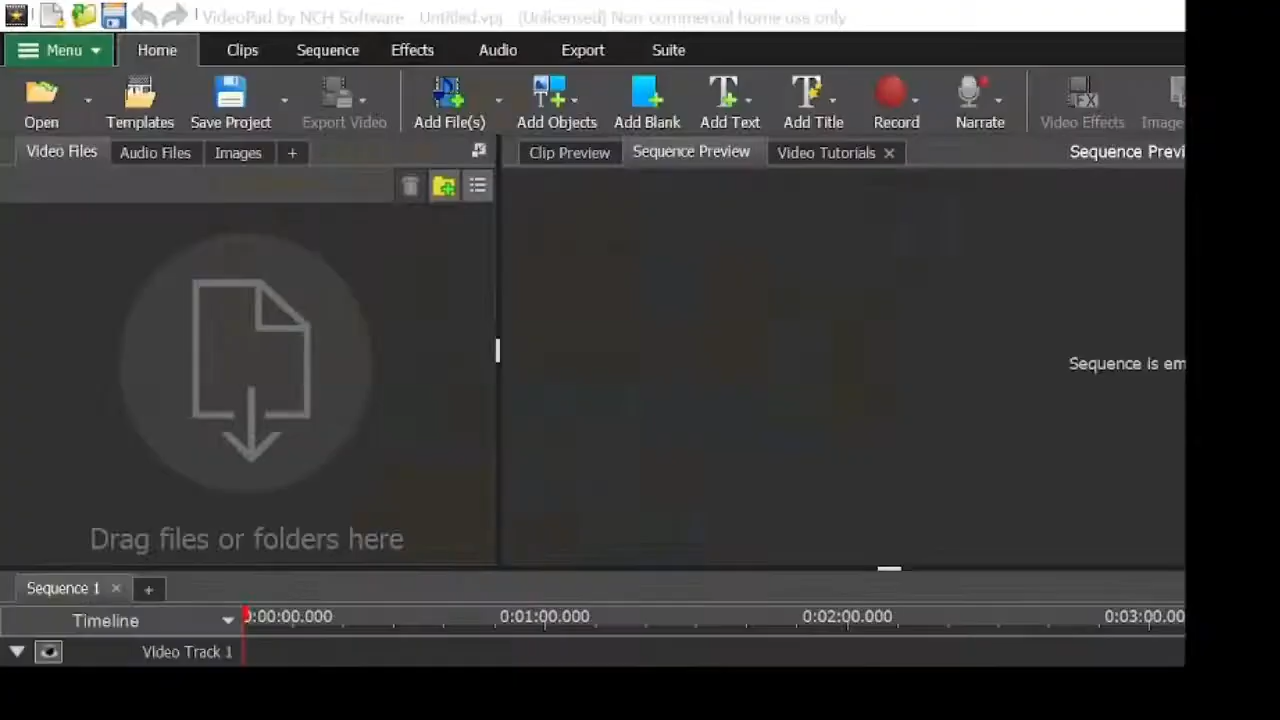 VideoPad by NCH Software - Untitled.vpj - (Unlicensed) Non-commercial home use only
Menu Home Clips Sequence Effects Audio Export Suite
Open Templates Save Project Export Video Add File(s) Add Objects Add Blank Add Text Add Title Record Narrate Video Effects Image
Video Files Audio Files Images + Clip Preview Sequence Preview Video Tutorials Sequence Previ
Sequence is em
Drag files or folders here
Sequence 1 +
Timeline 0:00:00.000 0:01:00.000 0:02:00.000 0:03:00.00
Video Track 1